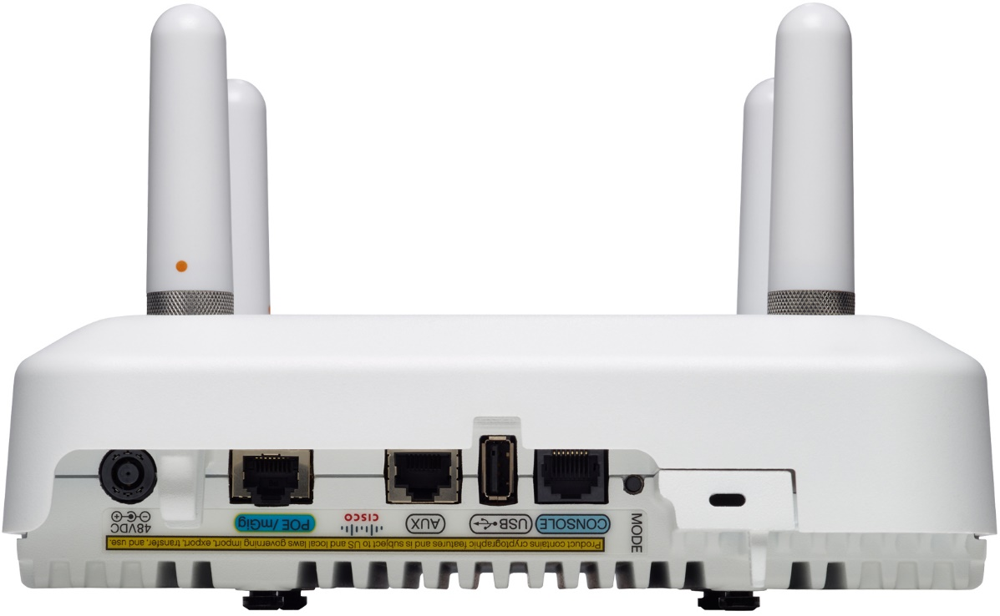 Product contains cryptographic features and is subject to US and local laws governing import, export, transfer, and use.
CONSOLE
USB
AUX
CISCO
POE /mGig
48VDC
MODE